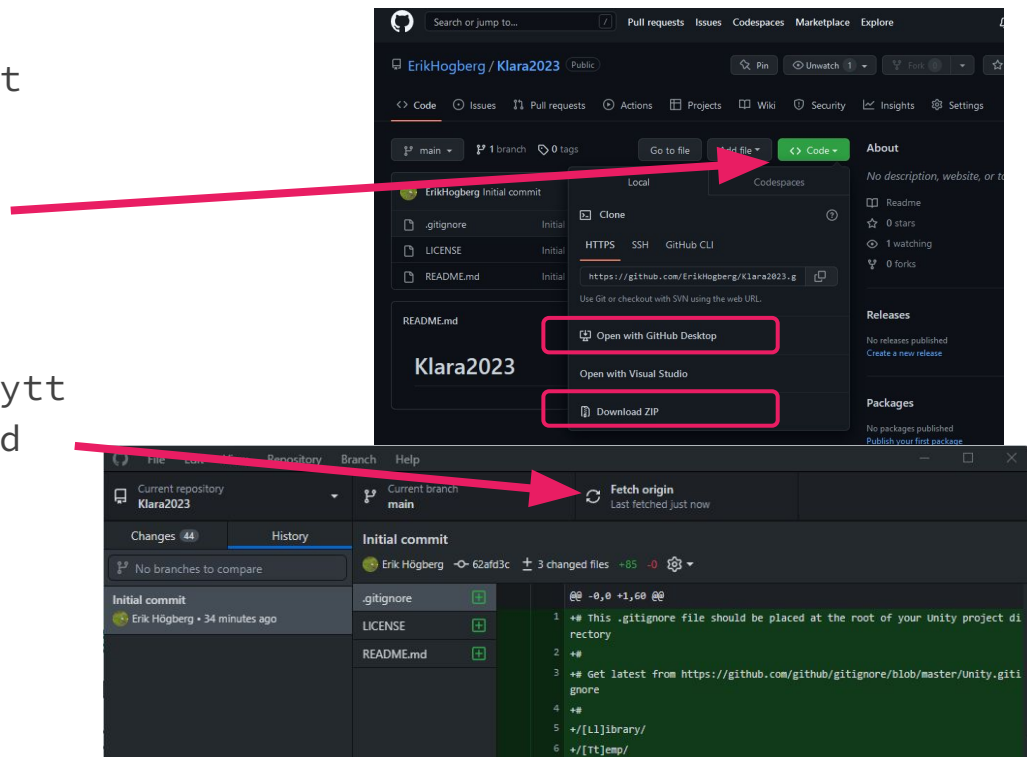 t
ytt
d
Search or jump to...
/
Pull requests Issues Codespaces Marketplace Explore
ErikHogberg / Klara2023 Public
Pin
Unwatch 1
Fork 0
<> Code Issues Pull requests Actions Projects Wiki Security Insights Settings
main 1 branch 0 tags
Go to file
<> Code
About
No description, website, or
Local
Codespaces
ErikHogberg Initial commit
Clone
Readme
.gitignore Initial
0 stars
LICENSE Initial
HTTPS SSH GitHub CLI
1 watching
README.md Initial
https://github.com/ErikHogberg/Klara2023.g
0 forks
Use Git or checkout with SVN using the web URL.
Releases
README.md
Open with GitHub Desktop
No releases published
Create a new release
Klara2023
Open with Visual Studio
Packages
Download ZIP
No packages published
Publish your first package
File Repository Branch Help
Current repository
Klara2023
Current branch
main
Fetch origin
Last fetched just now
Changes 44 History
No branches to compare
Initial commit
Erik Högberg • 34 minutes ago
Initial commit
Erik Högberg 62afd3c 3 changed files +85 -0
.gitignore
LICENSE
README.md
@@ -0,0 +1,60 @@
1 +# This .gitignore file should be placed at the root of your Unity project di
rectory
2 +#
3 +# Get latest from https://github.com/github/gitignore/blob/master/Unity.giti
gnore
4 +#
5 +/[Ll]ibrary/
6 +/[Tt]emp/